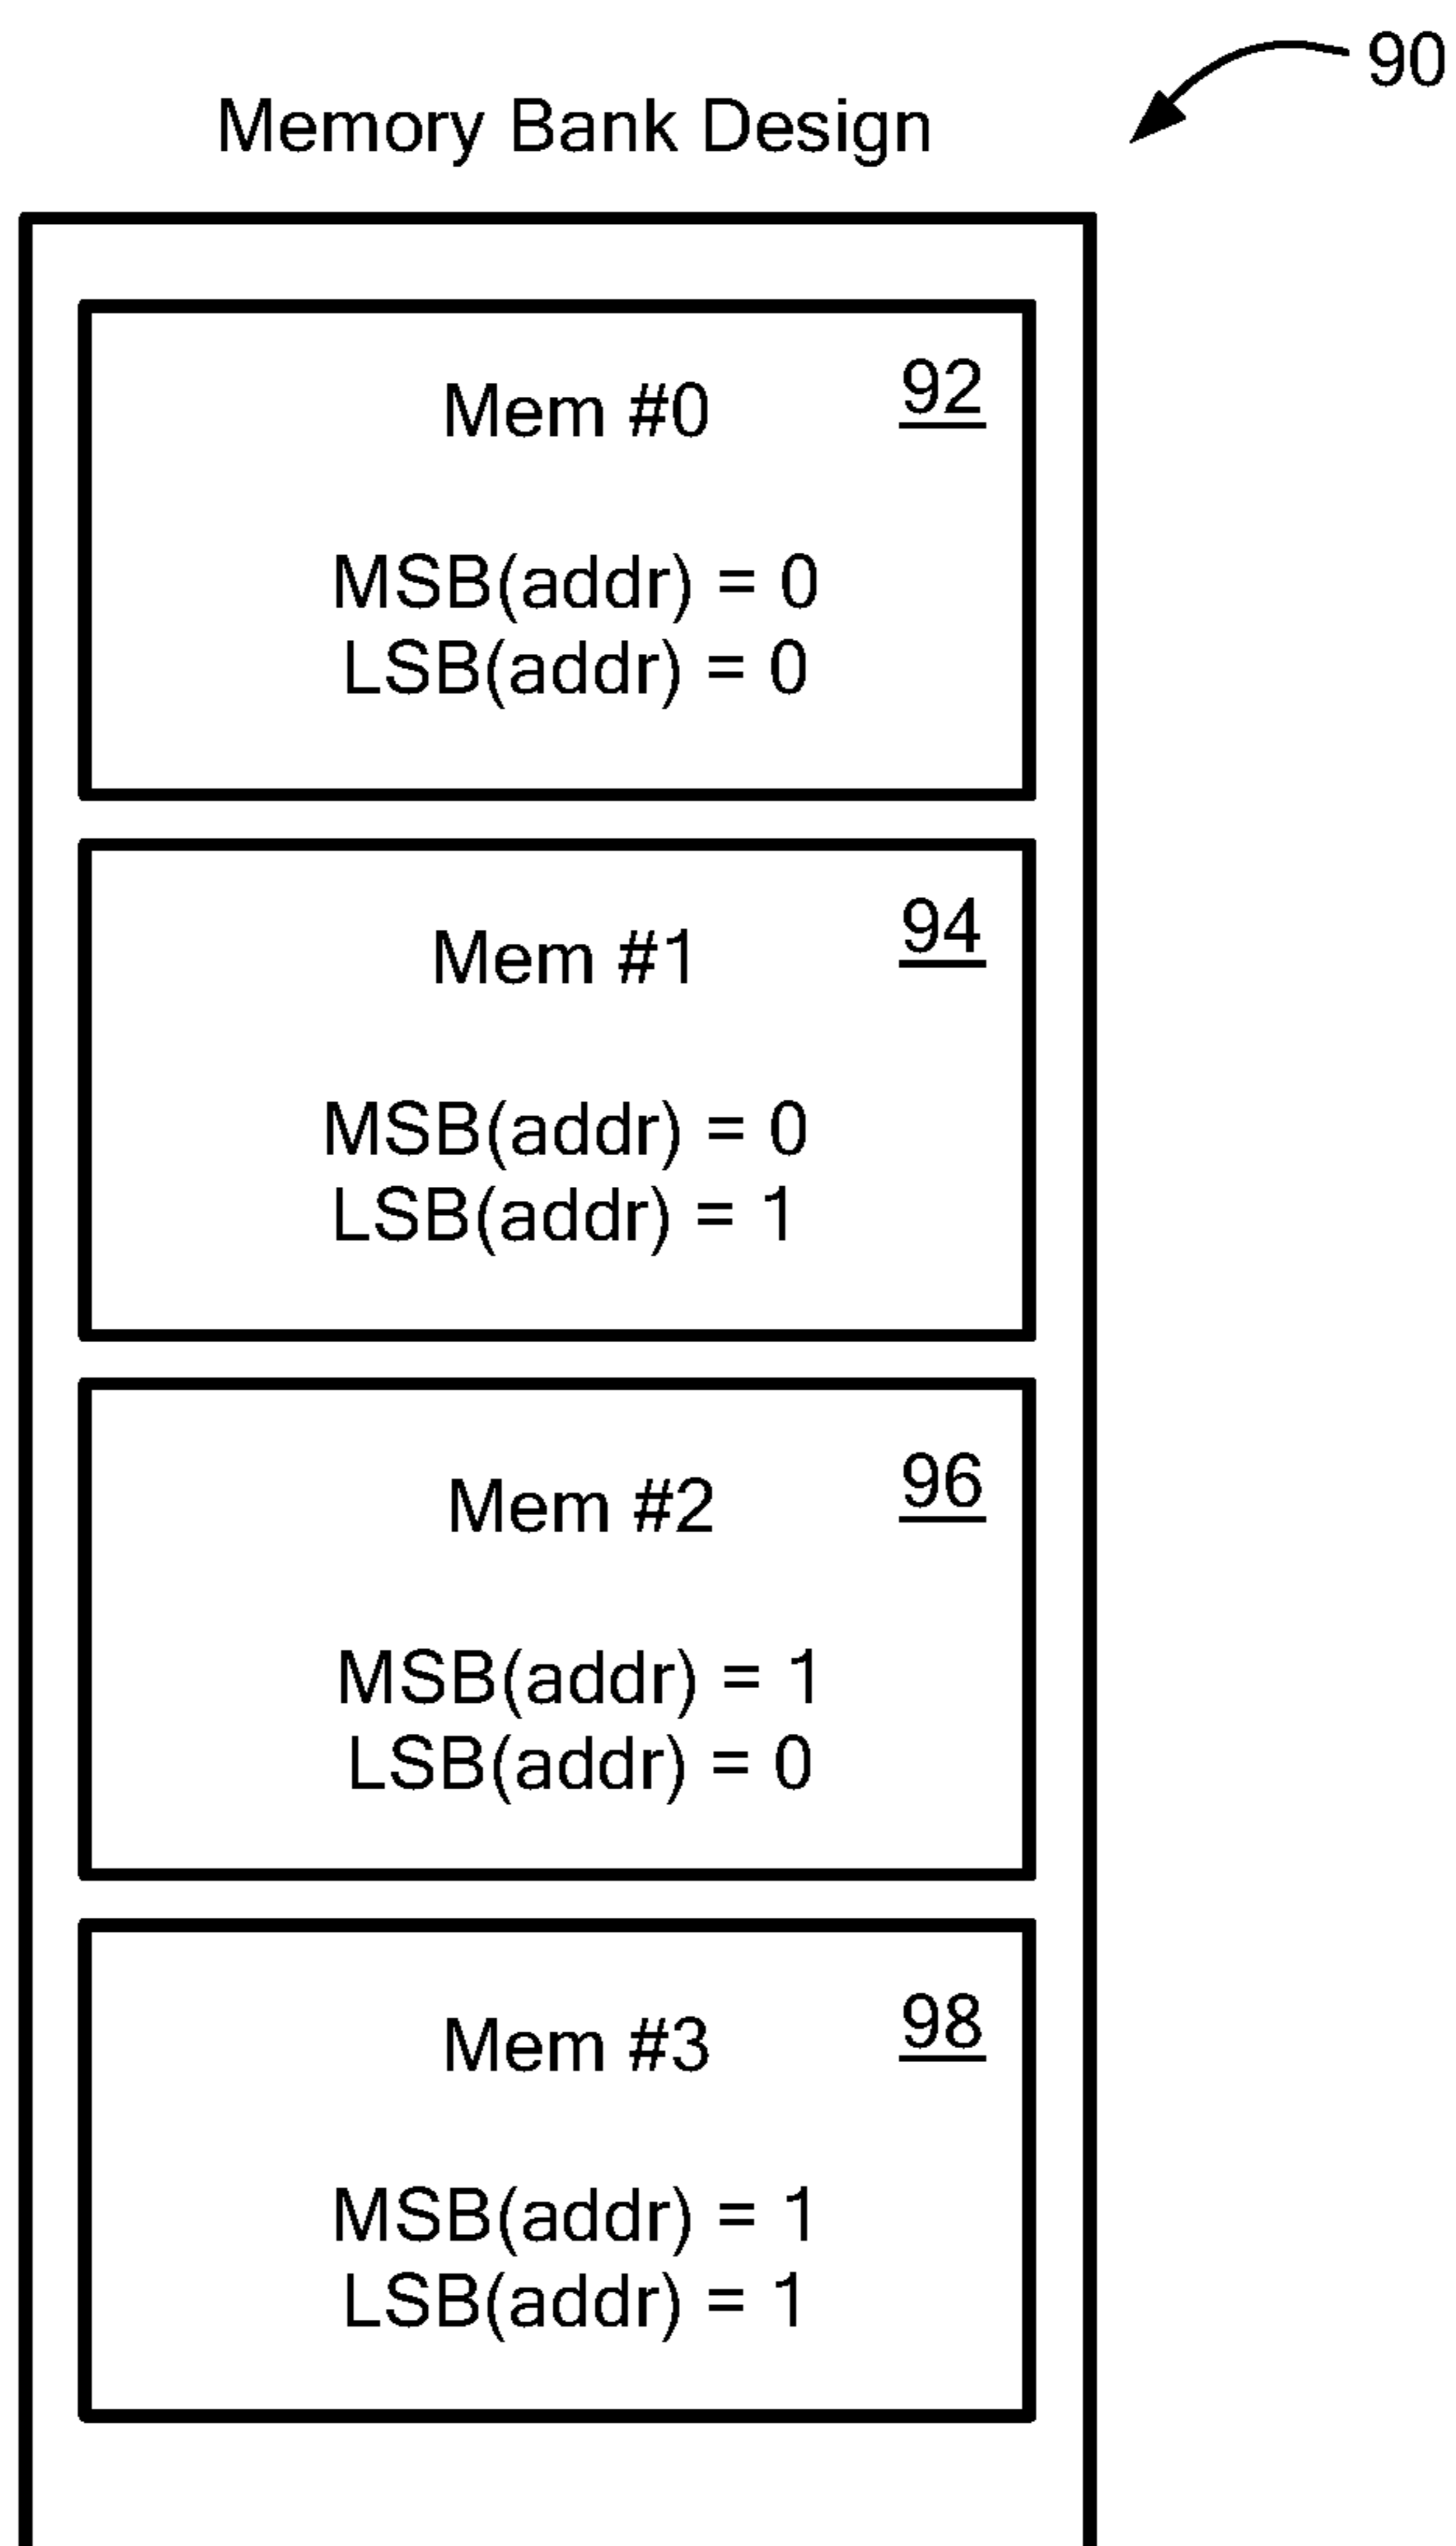 90
Memory Bank Design
Mem #0
92
MSB(addr) = 0
LSB(addr) = 0
Mem #1
94
MSB(addr) = 0
LSB(addr) = 1
Mem #2
96
MSB(addr) = 1
LSB(addr) = 0
Mem #3
98
MSB(addr) = 1
LSB(addr) = 1